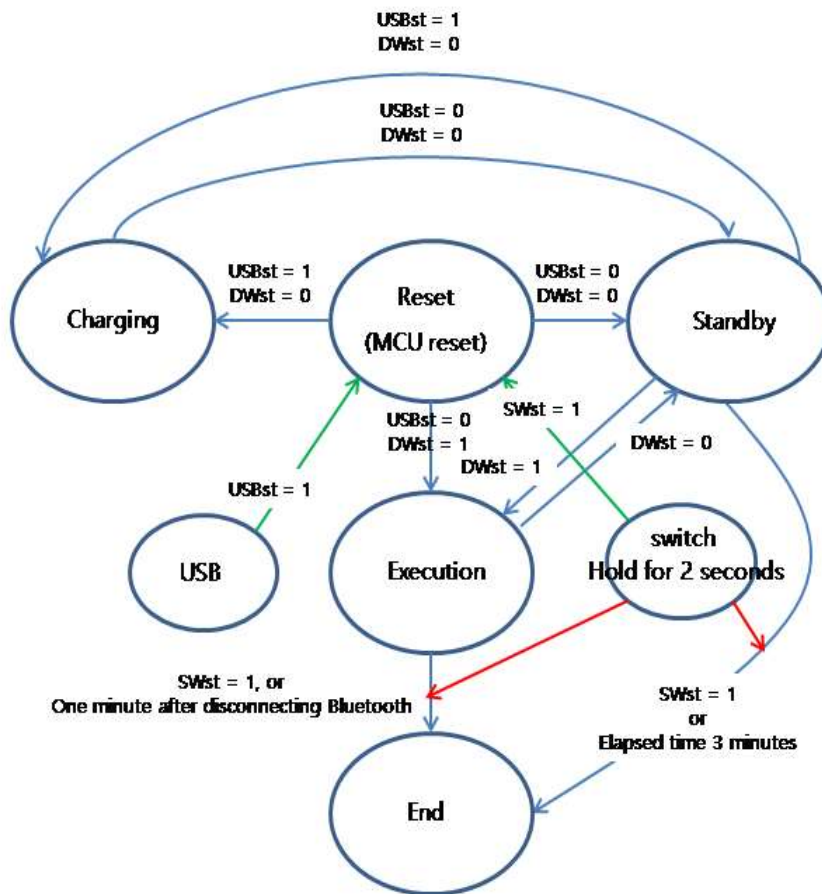 USBst = 1
DWst = 0
USBst = 0
DWst = 0
Charging
USBst = 1
DWst = 0
Reset
(MCU reset)
USBst = 0
DWst = 0
Standby
USBst = 0
DWst = 1
SWst = 1
DWst = 1
DWst = 0
USBst = 1
USB
Execution
switch
Hold for 2 seconds
SWst = 1, or
One minute after disconnecting Bluetooth
SWst = 1
or
Elapsed time 3 minutes
End